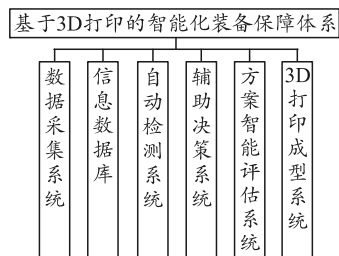 基于3D打印的智能化装备保障体系
数据采集系统
信息数据库
自动检测系统
辅助决策系统
方案智能评估系统
3D打印成型系统